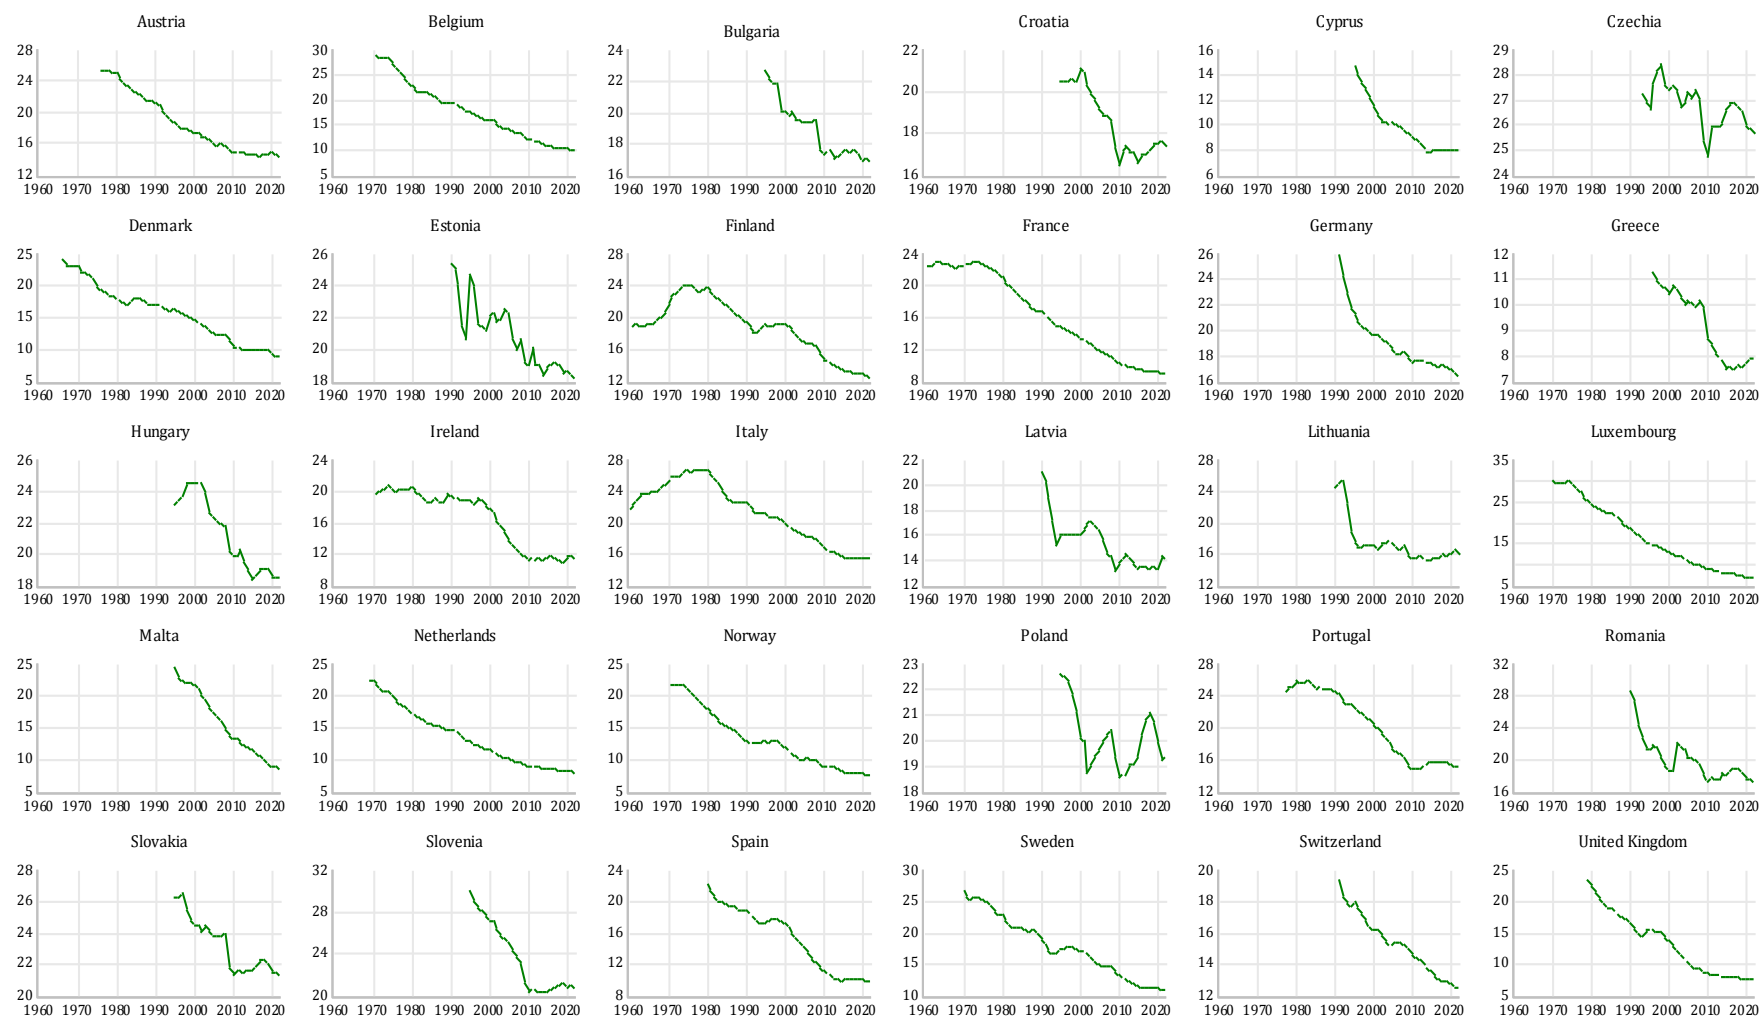 Austria Belgium Bulgaria Croatia Cyprus Czechia
28 30 24 22 16 29
24 25 22 20 14 28
20 20 20 18 12 27
16 15 18 16 10 26
12 10 16 8 25
5 6 24
1960 1970 1980 1990 2000 2010 2020 1960 1970 1980 1990 2000 2010 2020 1960 1970 1980 1990 2000 2010 2020 1960 1970 1980 1990 2000 2010 2020 1960 1970 1980 1990 2000 2010 2020 1960 1970 1980 1990 2000 2010 2020
Denmark Estonia Finland France Germany Greece
25 26 28 24 26 12
20 24 24 20 24 11
15 22 20 16 22 10
10 20 16 12 20 9
5 18 12 8 18 8
16 7
1960 1970 1980 1990 2000 2010 2020 1960 1970 1980 1990 2000 2010 2020 1960 1970 1980 1990 2000 2010 2020 1960 1970 1980 1990 2000 2010 2020 1960 1970 1980 1990 2000 2010 2020 1960 1970 1980 1990 2000 2010 2020
Hungary Ireland Italy Latvia Lithuania Luxembourg
26 24 28 22 28 35
24 20 24 20 24 25
22 16 20 18 20 15
20 12 16 16 16 5
18 8 12 14 12
12
1960 1970 1980 1990 2000 2010 2020 1960 1970 1980 1990 2000 2010 2020 1960 1970 1980 1990 2000 2010 2020 1960 1970 1980 1990 2000 2010 2020 1960 1970 1980 1990 2000 2010 2020 1960 1970 1980 1990 2000 2010 2020
Malta Netherlands Norway Poland Portugal Romania
25 25 25 23 28 32
20 20 20 22 24 28
15 15 15 21 20 24
10 10 10 20 16 20
5 5 5 19 12 16
18
1960 1970 1980 1990 2000 2010 2020 1960 1970 1980 1990 2000 2010 2020 1960 1970 1980 1990 2000 2010 2020 1960 1970 1980 1990 2000 2010 2020 1960 1970 1980 1990 2000 2010 2020 1960 1970 1980 1990 2000 2010 2020
Slovakia Slovenia Spain Sweden Switzerland United Kingdom
28 32 24 30 20 25
26 28 20 25 18 20
24 24 16 20 16 15
22 20 12 15 14 10
20 8 10 12 5
1960 1970 1980 1990 2000 2010 2020 1960 1970 1980 1990 2000 2010 2020 1960 1970 1980 1990 2000 2010 2020 1960 1970 1980 1990 2000 2010 2020 1960 1970 1980 1990 2000 2010 2020 1960 1970 1980 1990 2000 2010 2020